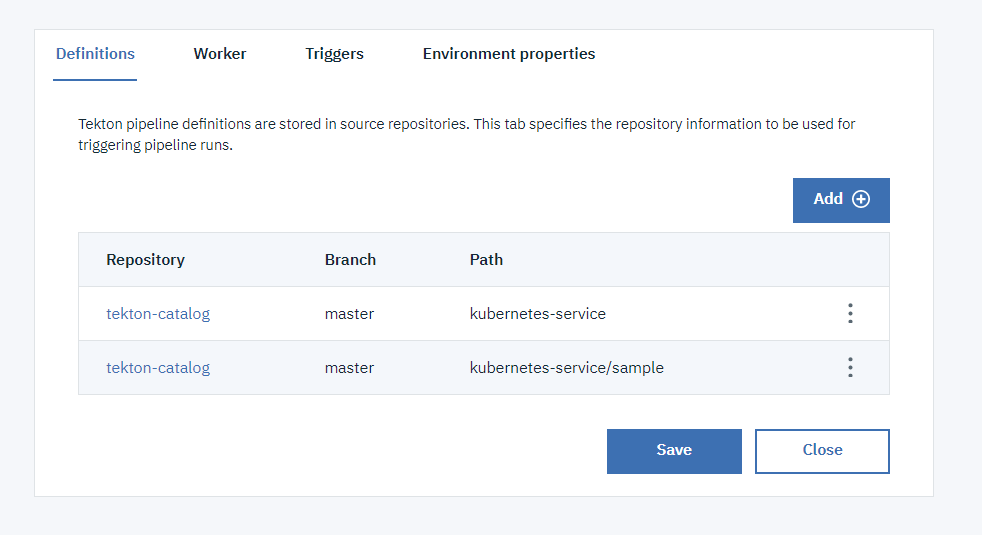 Definitions Worker Triggers Environment properties
Tekton pipeline definitions are stored in source repositories. This tab specifies the repository information to be used for
triggering pipeline runs.
Add
Repository Branch Path
tekton-catalog master kubernetes-service
tekton-catalog master kubernetes-service/sample
Save Close